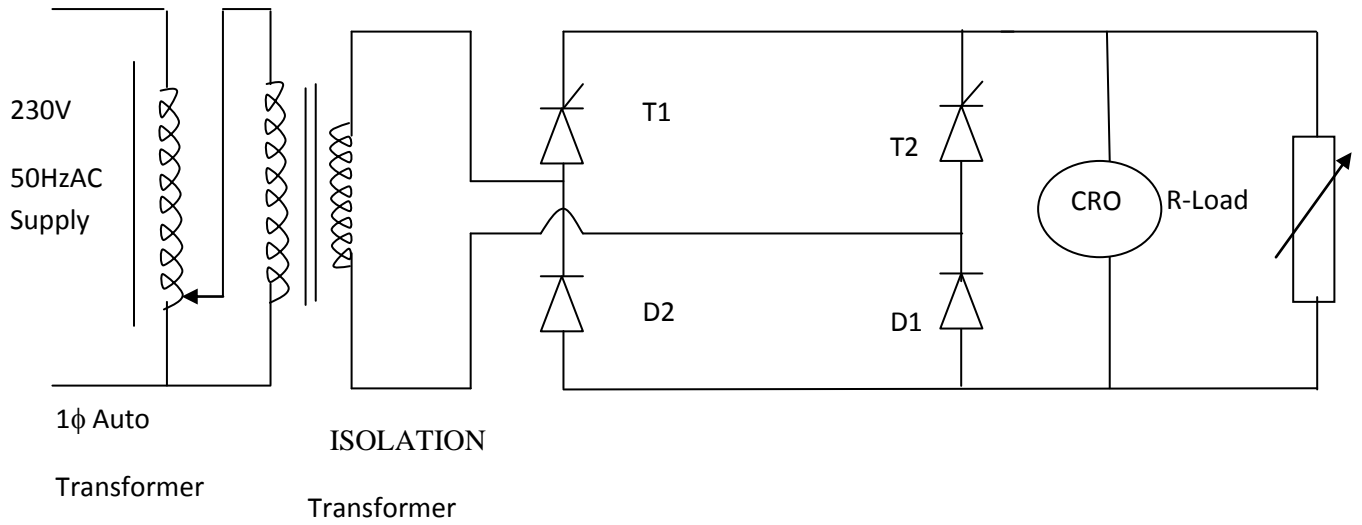 230V
50HzAC
Supply
T1
T2
CRO
R-Load
D2
D1
1ϕ Auto
Transformer
ISOLATION
Transformer